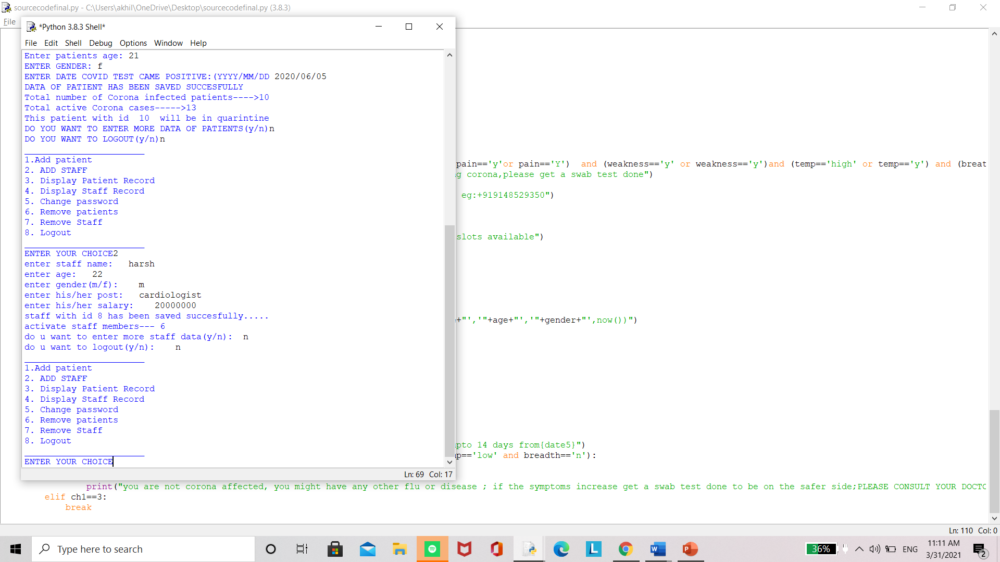 sourcecodefinal.py - C:\Users\akhil\OneDrive\Desktop\sourcecodefinal.py (3.8.3)
File
*Python 3.8.3 Shell*
File Edit Shell Debug Options Window Help
Enter patients age: 21
ENTER GENDER: f
ENTER DATE COVID TEST CAME POSITIVE:(YYYY/MM/DD 2020/06/05
DATA OF PATIENT HAS BEEN SAVED SUCCESFULLY
Total number of Corona infected patients---->10
Total active Corona cases----->13
This patient with id  10  will be in quarintine
DO YOU WANT TO ENTER MORE DATA OF PATIENTS(y/n)n
DO YOU WANT TO LOGOUT(y/n)n
_______________________
1.Add patient
2. ADD STAFF
3. Display Patient Record
4. Display Staff Record
5. Change password
6. Remove patients
7. Remove Staff
8. Logout
_______________________
ENTER YOUR CHOICE2
enter staff name:   harsh
enter age:   22
enter gender(m/f):    m
enter his/her post:   cardiologist
enter his/her salary:    20000000
staff with id 8 has been saved succesfully.....
activate staff members--- 6
do u want to enter more staff data(y/n):  n
do u want to logout(y/n):    n
_______________________
1.Add patient
2. ADD STAFF
3. Display Patient Record
4. Display Staff Record
5. Change password
6. Remove patients
7. Remove Staff
8. Logout
_______________________
ENTER YOUR CHOICE
Ln: 69 Col: 17
pain=='y'or pain=='Y')  and (weakness=='y' or weakness=='y')and (temp=='high' or temp=='y') and (breat
g corona,please get a swab test done")
eg:+919148529350")
slots available")
+"','"+age+"','"+gender+"',now())")
pto 14 days from{date5}")
p=='low' and breadth=='n'):
print("you are not corona affected, you might have any other flu or disease ; if the symptoms increase get a swab test done to be on the safer side;PLEASE CONSULT YOUR DOCTO
elif ch1==3:
break
Ln: 110 Col: 0
Type here to search
36%
ENG
11:11 AM
3/31/2021
2